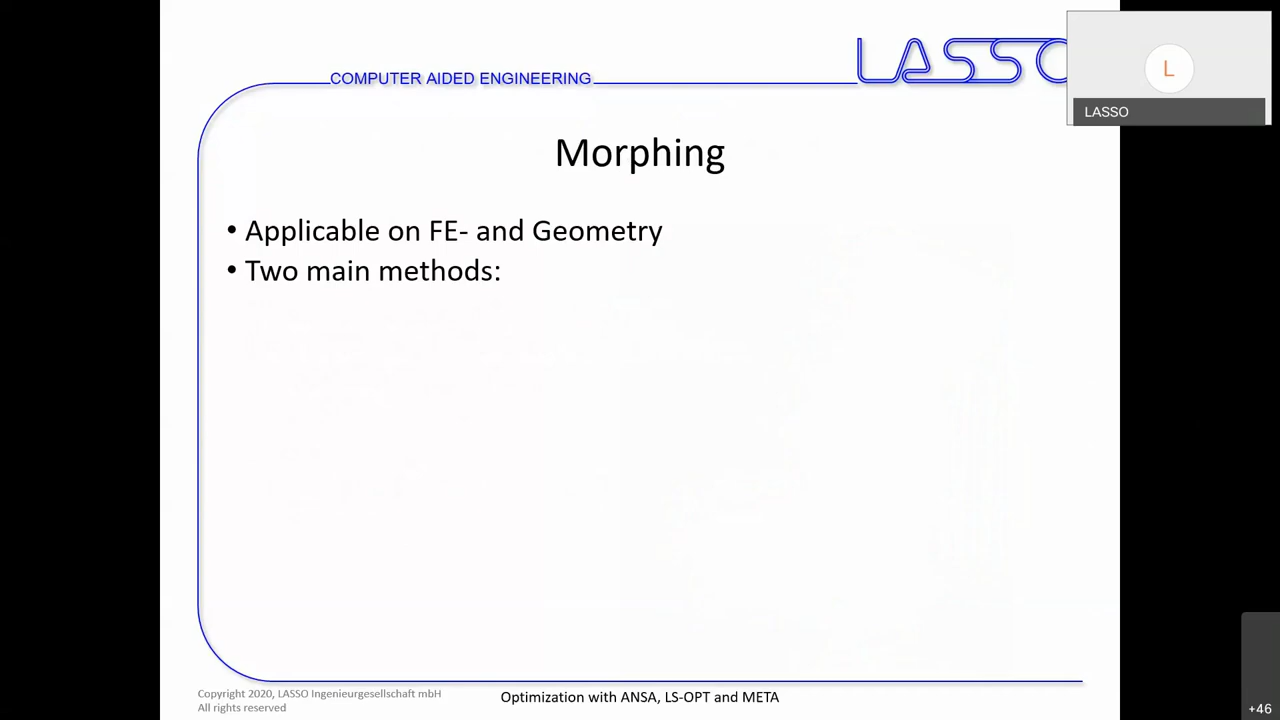 COMPUTER AIDED ENGINEERING
LASSO
L
LASSO
Morphing
• Applicable on FE- and Geometry
• Two main methods:
Copyright 2020, LASSO Ingenieurgesellschaft mbH
All rights reserved
Optimization with ANSA, LS-OPT and META
+46